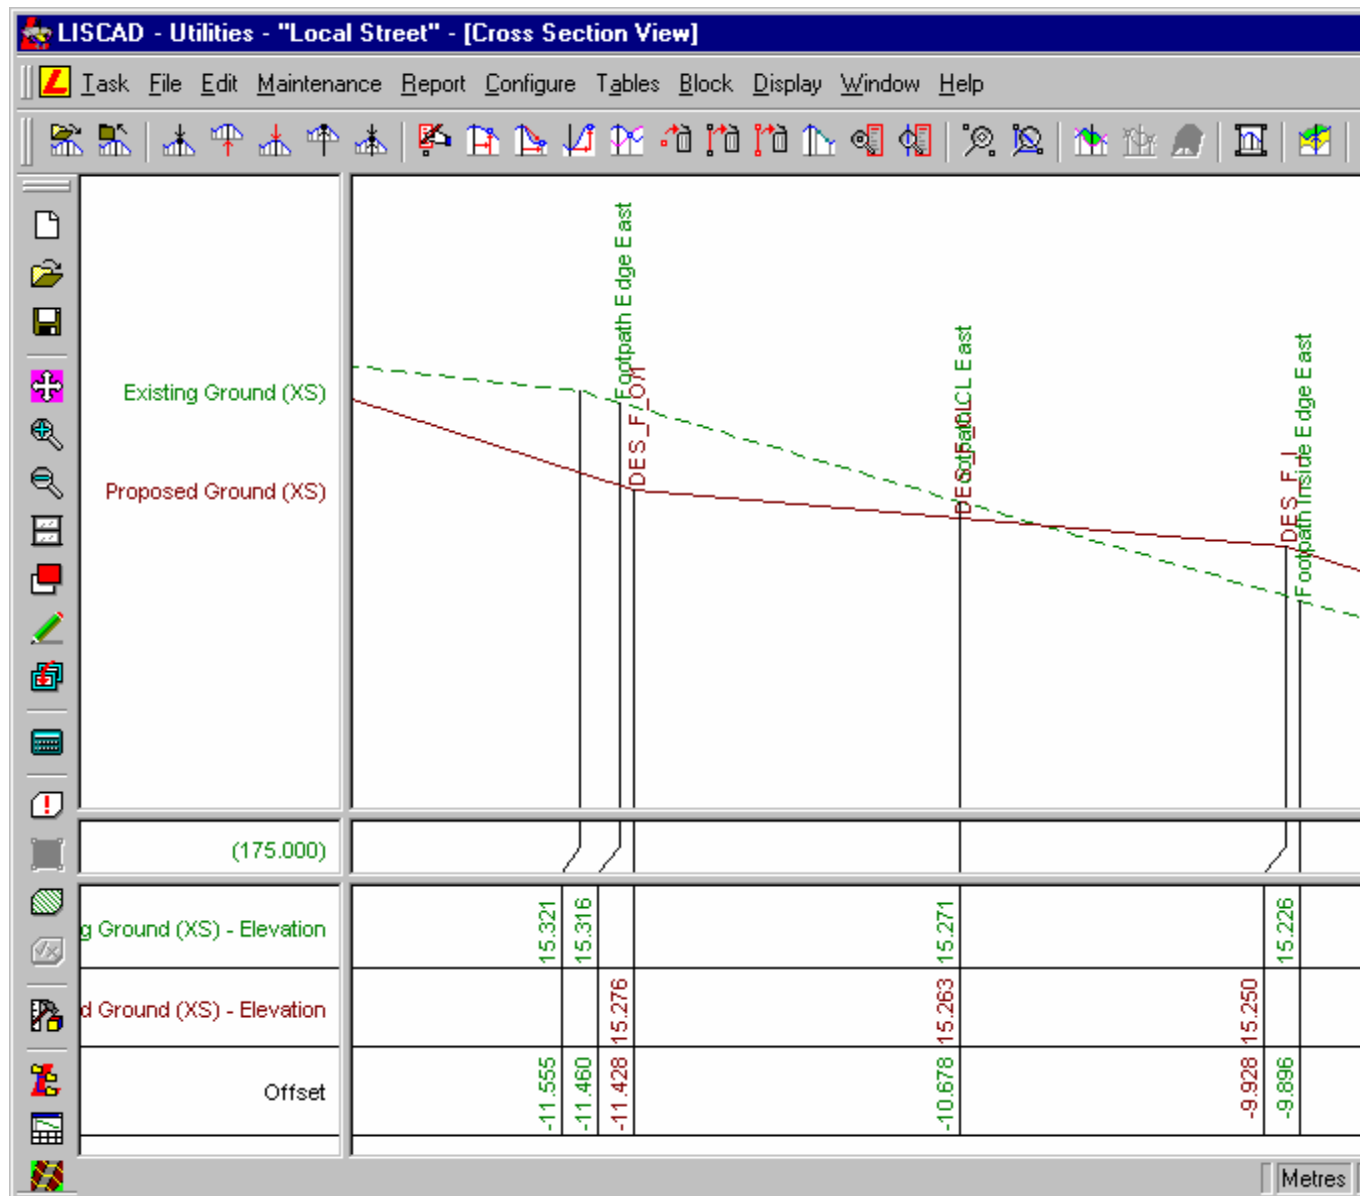 LISCAD - Utilities - "Local Street" - [Cross Section View]
Task File Edit Maintenance Report Configure Tables Block Display Window Help
Footpath Edge East
DES_F_O
Footpath CL East
DES_F_CL
Footpath Inside Edge East
DES_F_I
Existing Ground (XS)
Proposed Ground (XS)
(175.000)
g Ground (XS) - Elevation
15.321 15.316 15.271 15.226
d Ground (XS) - Elevation
15.276 15.263 15.250
Offset
-11.555 -11.460 -11.428 -10.678 -9.928 -9.896
Metres